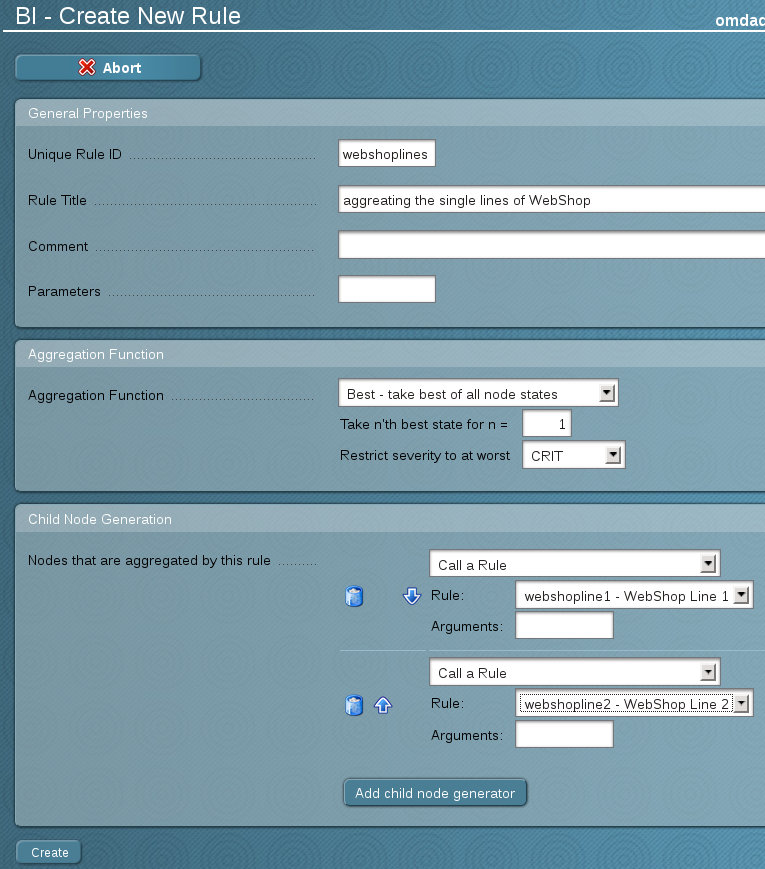 BI - Create New Rule
omdad
Abort
General Properties
Unique Rule ID
webshoplines
Rule Title
aggreating the single lines of WebShop
Comment
Parameters
Aggregation Function
Aggregation Function
Best - take best of all node states
Take n'th best state for n =
1
Restrict severity to at worst
CRIT
Child Node Generation
Nodes that are aggregated by this rule
Call a Rule
Rule:
webshopline1 - WebShop Line 1
Arguments:
Call a Rule
Rule:
webshopline2 - WebShop Line 2
Arguments:
Add child node generator
Create